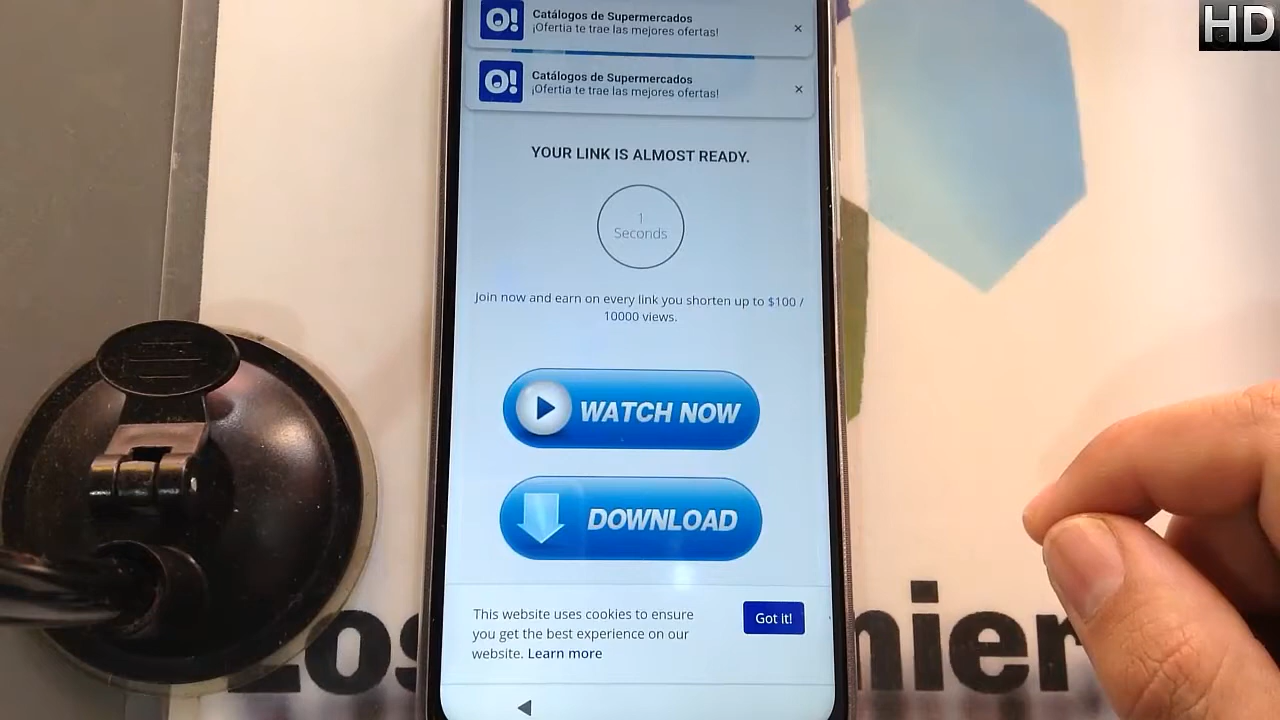 HD
O!
Catálogos de Supermercados
¡Ofertia te trae las mejores ofertas!
×
O!
Catálogos de Supermercados
¡Ofertia te trae las mejores ofertas!
×
YOUR LINK IS ALMOST READY.
1
Seconds
Join now and earn on every link you shorten up to $100 /
10000 views.
WATCH NOW
DOWNLOAD
This website uses cookies to ensure
you get the best experience on our
website. Learn more
Got it!
Los